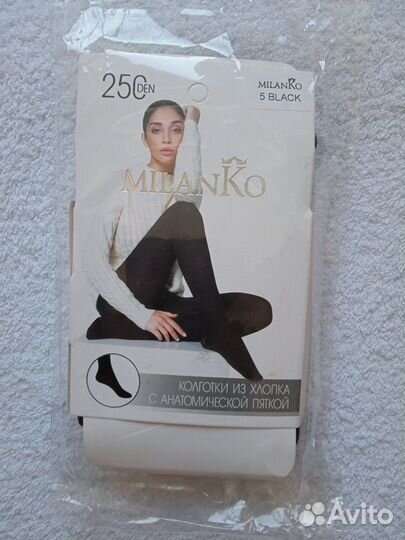 250 DEN
MILANKO
5 BLACK
MILANKO
КОЛГОТКИ ИЗ ХЛОПКА
С АНАТОМИЧЕСКОЙ ПЯТКОЙ
Avito